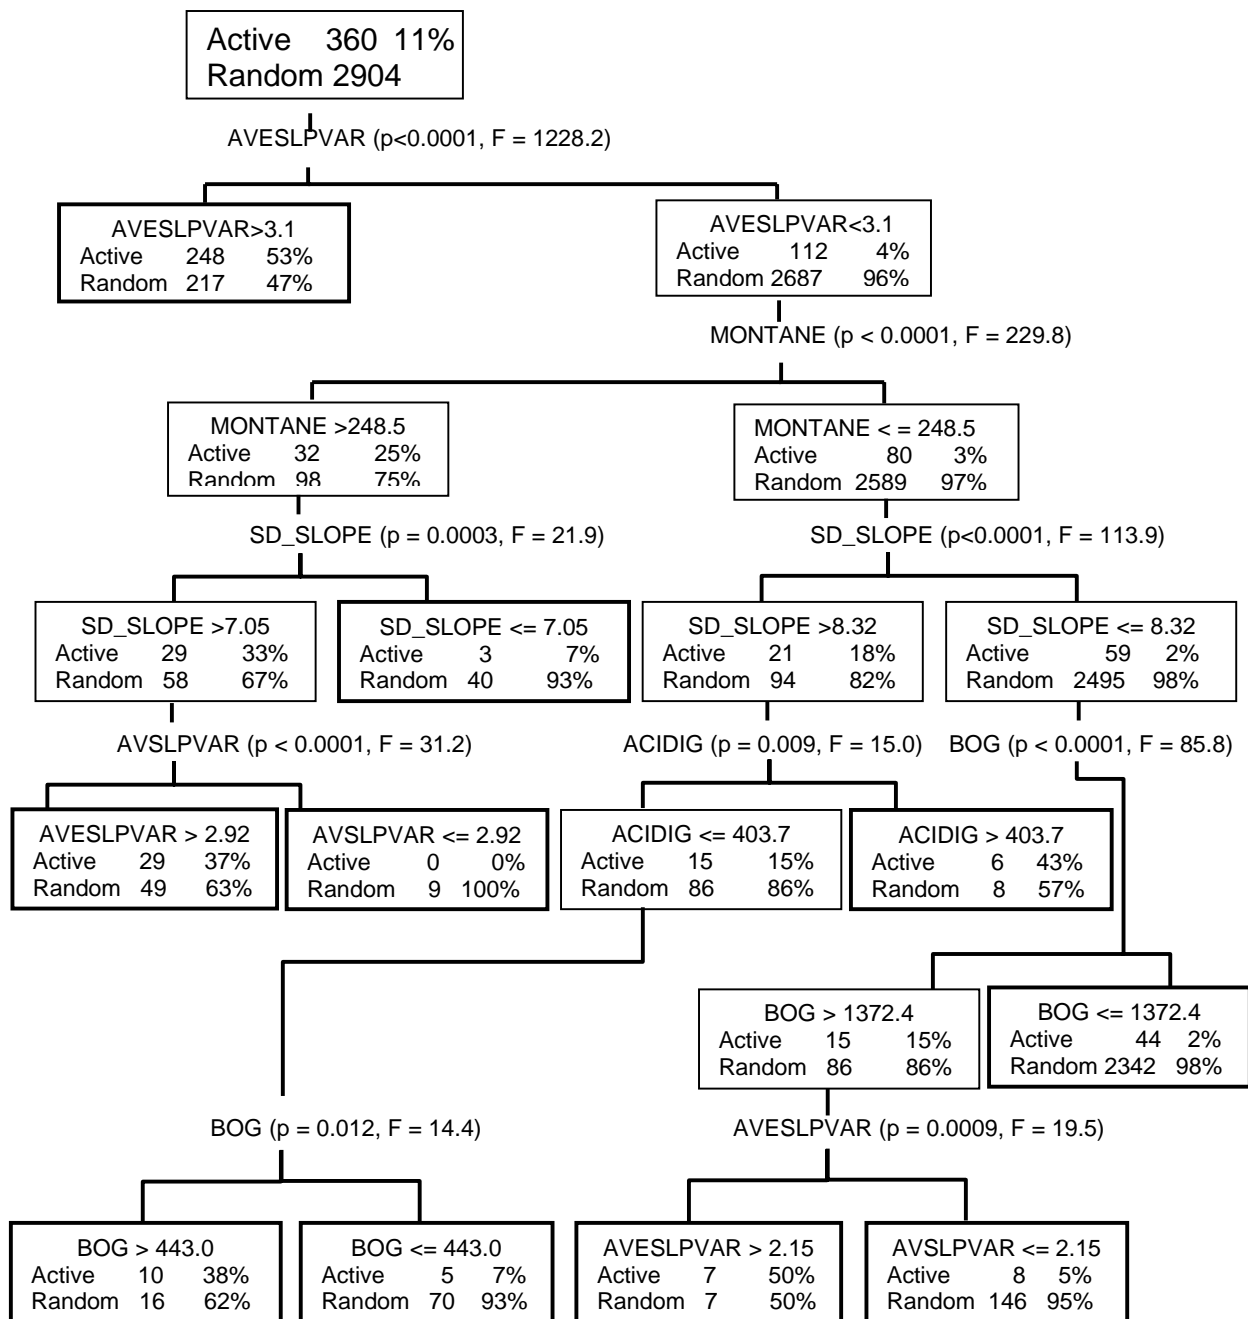 Active 360 11%
Random 2904
AVESLPVAR (p<0.0001, F = 1228.2)
AVESLPVAR>3.1
Active 248 53%
Random 217 47%
AVESLPVAR<3.1
Active 112 4%
Random 2687 96%
MONTANE (p < 0.0001, F = 229.8)
MONTANE >248.5
Active 32 25%
Random 98 75%
MONTANE < = 248.5
Active 80 3%
Random 2589 97%
SD_SLOPE (p = 0.0003, F = 21.9)
SD_SLOPE (p<0.0001, F = 113.9)
SD_SLOPE >7.05
Active 29 33%
Random 58 67%
SD_SLOPE <= 7.05
Active 3 7%
Random 40 93%
SD_SLOPE >8.32
Active 21 18%
Random 94 82%
SD_SLOPE <= 8.32
Active 59 2%
Random 2495 98%
AVSLPVAR (p < 0.0001, F = 31.2)
ACIDIG (p = 0.009, F = 15.0)
BOG (p < 0.0001, F = 85.8)
AVESLPVAR > 2.92
Active 29 37%
Random 49 63%
AVSLPVAR <= 2.92
Active 0 0%
Random 9 100%
ACIDIG <= 403.7
Active 15 15%
Random 86 86%
ACIDIG > 403.7
Active 6 43%
Random 8 57%
BOG > 1372.4
Active 15 15%
Random 86 86%
BOG <= 1372.4
Active 44 2%
Random 2342 98%
BOG (p = 0.012, F = 14.4)
AVESLPVAR (p = 0.0009, F = 19.5)
BOG > 443.0
Active 10 38%
Random 16 62%
BOG <= 443.0
Active 5 7%
Random 70 93%
AVESLPVAR > 2.15
Active 7 50%
Random 7 50%
AVSLPVAR <= 2.15
Active 8 5%
Random 146 95%